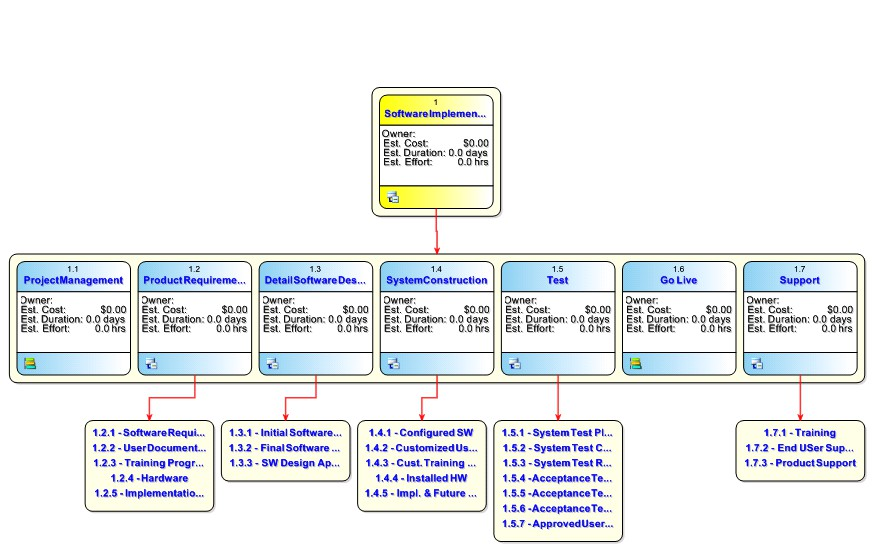 1
SoftwareImplemen...
Owner:
Est. Cost: $0.00
Est. Duration: 0.0 days
Est. Effort: 0.0 hrs
1.1
ProjectManagement
Owner:
Est. Cost: $0.00
Est. Duration: 0.0 days
Est. Effort: 0.0 hrs
1.2
ProductRequireme...
Owner:
Est. Cost: $0.00
Est. Duration: 0.0 days
Est. Effort: 0.0 hrs
1.3
DetailSoftwareDes...
Owner:
Est. Cost: $0.00
Est. Duration: 0.0 days
Est. Effort: 0.0 hrs
1.4
SystemConstruction
Owner:
Est. Cost: $0.00
Est. Duration: 0.0 days
Est. Effort: 0.0 hrs
1.5
Test
Owner:
Est. Cost: $0.00
Est. Duration: 0.0 days
Est. Effort: 0.0 hrs
1.6
Go Live
Owner:
Est. Cost: $0.00
Est. Duration: 0.0 days
Est. Effort: 0.0 hrs
1.7
Support
Owner:
Est. Cost: $0.00
Est. Duration: 0.0 days
Est. Effort: 0.0 hrs
1.2.1 - SoftwareRequi...
1.2.2 - UserDocument...
1.2.3 - Training Progr...
1.2.4 - Hardware
1.2.5 - Implementatio...
1.3.1 - Initial Software...
1.3.2 - Final Software ...
1.3.3 - SW Design Ap...
1.4.1 - Configured SW
1.4.2 - CustomizedUs...
1.4.3 - Cust. Training ...
1.4.4 - Installed HW
1.4.5 - Impl. & Future ...
1.5.1 - System Test Pl...
1.5.2 - System Test C...
1.5.3 - System Test R...
1.5.4 - AcceptanceTe...
1.5.5 - AcceptanceTe...
1.5.6 - AcceptanceTe...
1.5.7 - ApprovedUser...
1.7.1 - Training
1.7.2 - End USer Sup...
1.7.3 - ProductSupport